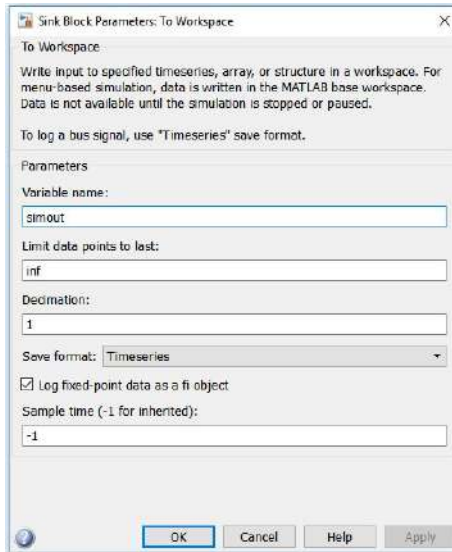 Sink Block Parameters: To Workspace
To Workspace
Write input to specified timeseries, array, or structure in a workspace. For
menu-based simulation, data is written in the MATLAB base workspace.
Data is not available until the simulation is stopped or paused.
To log a bus signal, use "Timeseries" save format.
Parameters
Variable name:
simout
Limit data points to last:
inf
Decimation:
1
Save format: Timeseries
Log fixed-point data as a fi object
Sample time (-1 for inherited):
-1
OK Cancel Help Apply